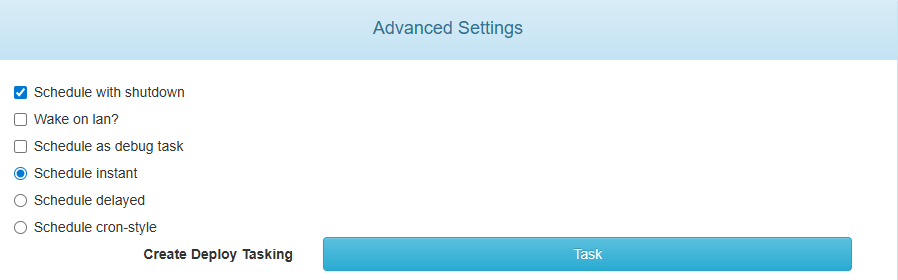 Advanced Settings
Schedule with shutdown
Wake on lan?
Schedule as debug task
Schedule instant
Schedule delayed
Schedule cron-style
Create Deploy Tasking Task